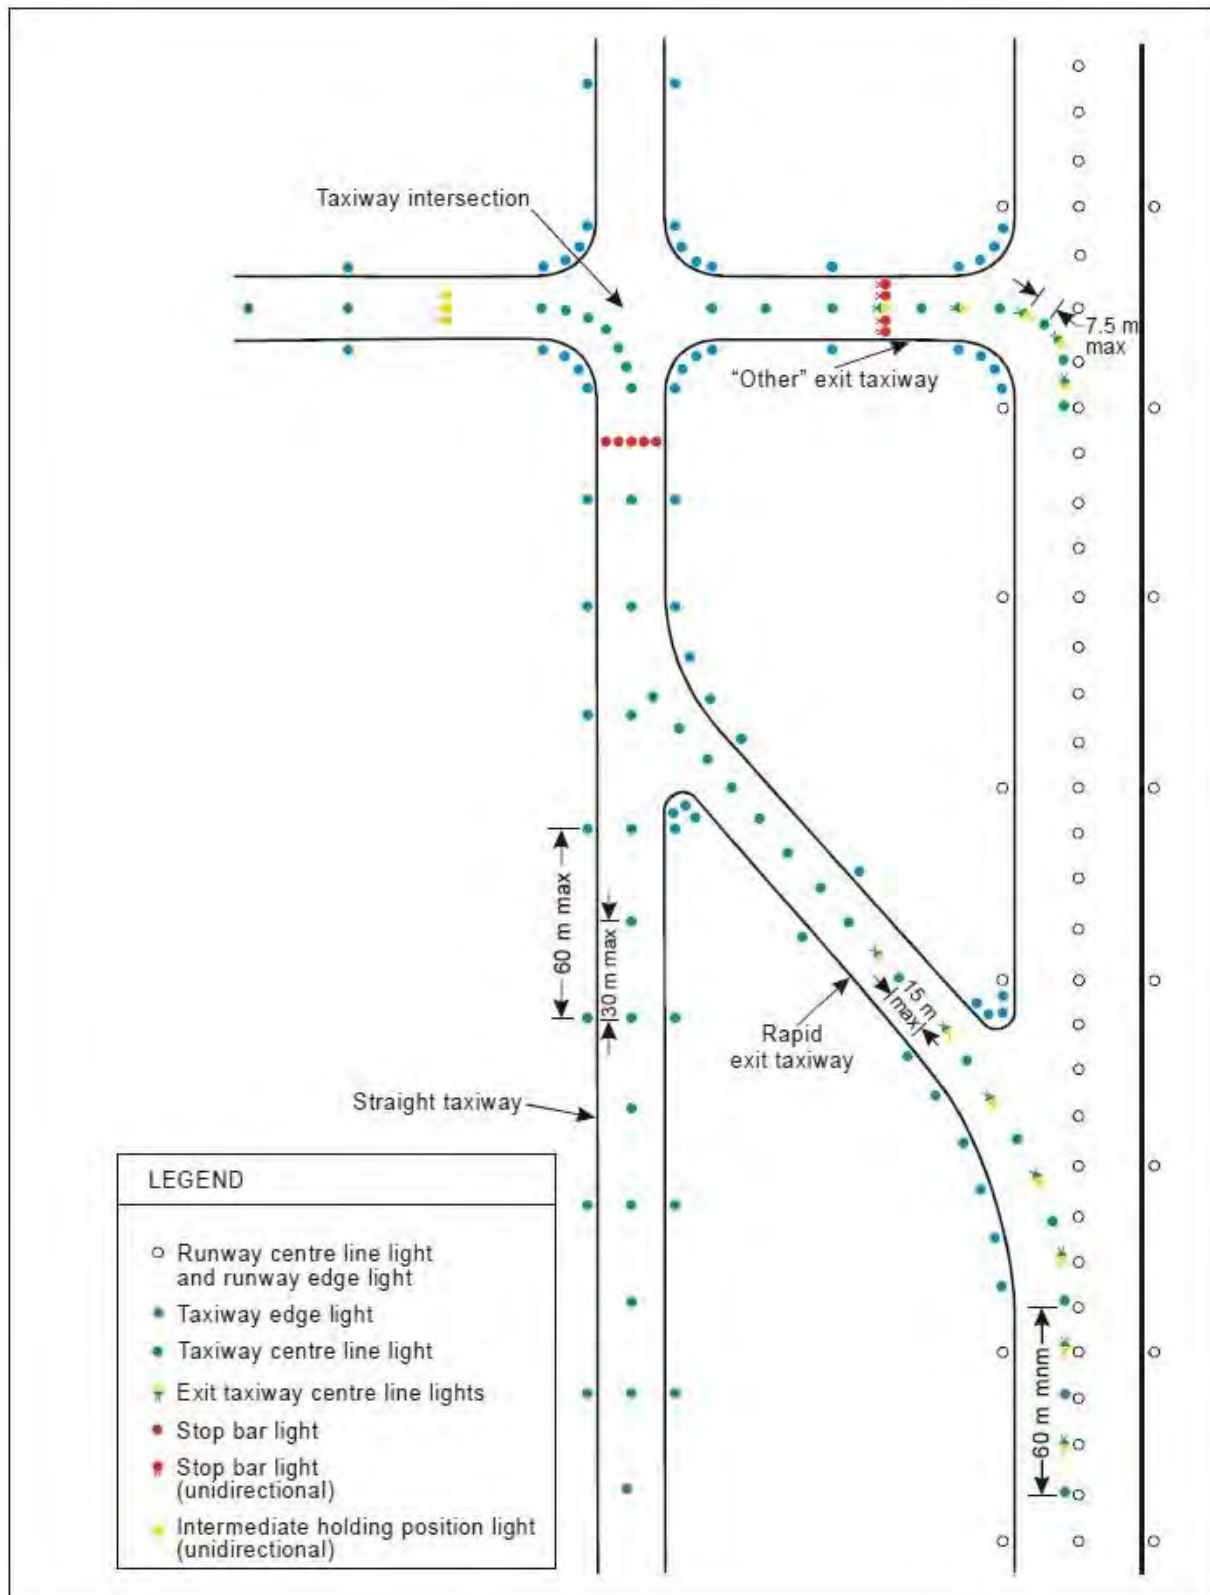 Taxiway intersection
7.5 m
max
"Other" exit taxiway
60 m max
30 m max
15 m
max
Rapid
exit taxiway
Straight taxiway
60 m mnm
LEGEND
Runway centre line light
and runway edge light
Taxiway edge light
Taxiway centre line light
Exit taxiway centre line lights
Stop bar light
Stop bar light
(unidirectional)
Intermediate holding position light
(unidirectional)